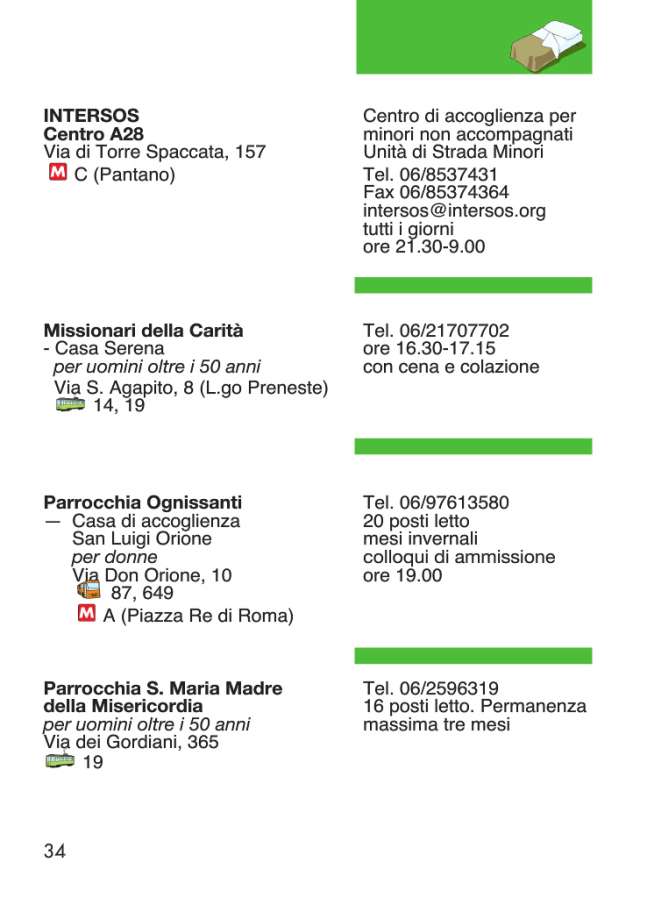 INTERSOS
Centro A28
Via di Torre Spaccata, 157
M C (Pantano)
Centro di accoglienza per
minori non accompagnati
Unità di Strada Minori
Tel. 06/8537431
Fax 06/85374364
intersos@intersos.org
tutti i giorni
ore 21.30-9.00
Missionari della Carità
- Casa Serena
per uomini oltre i 50 anni
Via S. Agapito, 8 (L.go Preneste)
14, 19
Tel. 06/21707702
ore 16.30-17.15
con cena e colazione
Parrocchia Ognissanti
— Casa di accoglienza
San Luigi Orione
per donne
Via Don Orione, 10
87, 649
M A (Piazza Re di Roma)
Tel. 06/97613580
20 posti letto
mesi invernali
colloqui di ammissione
ore 19.00
Parrocchia S. Maria Madre
della Misericordia
per uomini oltre i 50 anni
Via dei Gordiani, 365
19
Tel. 06/2596319
16 posti letto. Permanenza
massima tre mesi
34